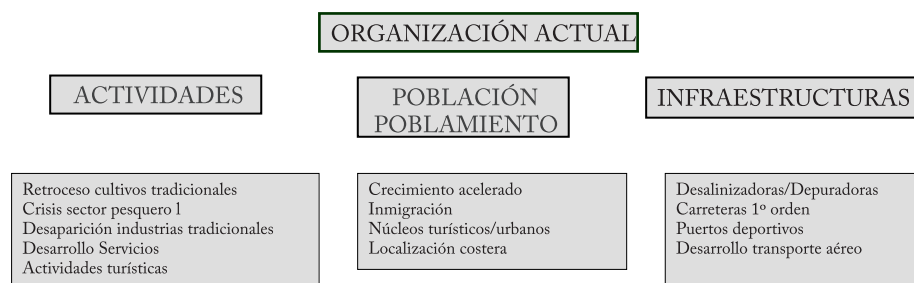 ORGANIZACIÓN ACTUAL
ACTIVIDADES
POBLACIÓN
POBLAMIENTO
INFRAESTRUCTURAS
Retroceso cultivos tradicionales
Crisis sector pesquero l
Desaparición industrias tradicionales
Desarrollo Servicios
Actividades turísticas
Crecimiento acelerado
Inmigración
Núcleos turísticos/urbanos
Localización costera
Desalinizadoras/Depuradoras
Carreteras 1º orden
Puertos deportivos
Desarrollo transporte aéreo